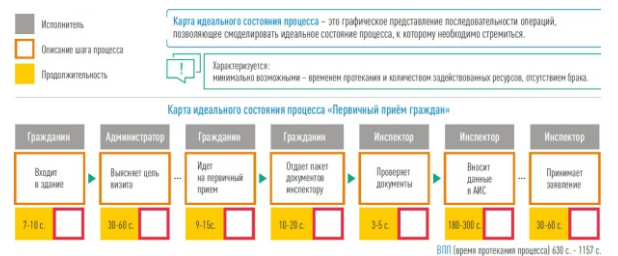 Исполнитель
Описание шага процесса
Продолжительность
Карта идеального состояния процесса – это графическое представление последовательности операций,
позволяющее смоделировать идеальное состояние процесса, к которому необходимо стремиться.
!
Характеризуется:
минимально возможными – временем протекания и количеством задействованных ресурсов, отсутствием брака.
Карта идеального состояния процесса «Первичный приём граждан»
Гражданин Администратор Гражданин Гражданин Инспектор Инспектор Инспектор
Входит
в здание
Выясняет цель
визита
...
Идет
на первичный
прием
Отдает пакет
документов
инспектору
Проверяет
документы
Вносит
данные
в АИС
...
Принимает
заявление
7-10 с. 30-60 с. 9-15с. 10-20 с. 3-5 с. 180-300 с. 30-60 с.
ВПП (время протекания процесса) 630 с. - 1157 с.